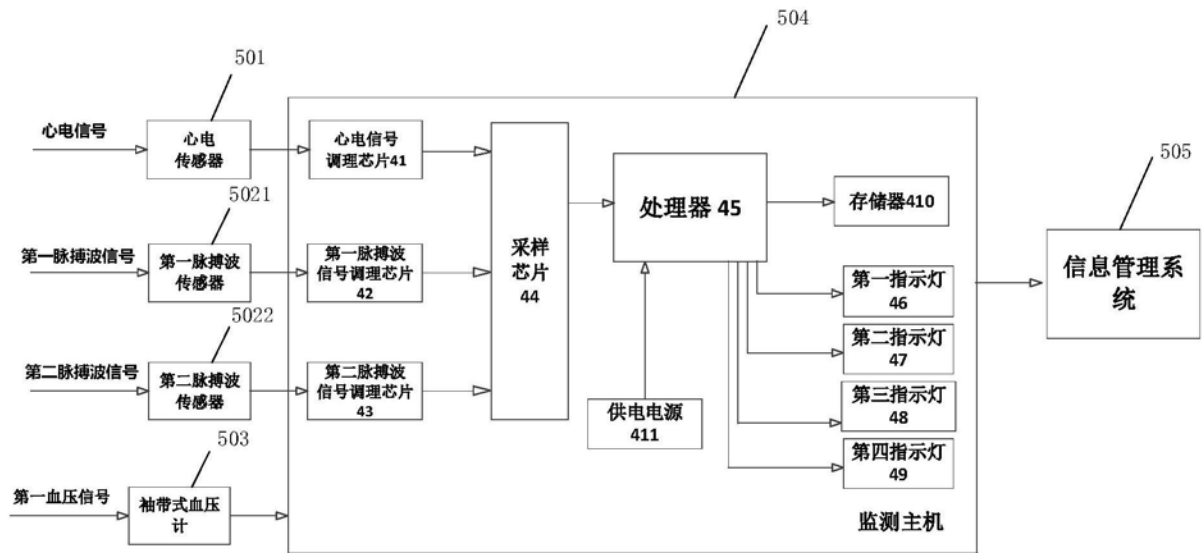 504
501
心电信号
心电
传感器
心电信号
调理芯片41
5021
第一脉搏波信号
第一脉搏波
传感器
第一脉搏波
信号调理芯片
42
5022
第二脉搏波信号
第二脉搏波
传感器
第二脉搏波
信号调理芯片
43
503
第一血压信号
袖带式血压
计
采样
芯片
44
处理器 45
存储器410
供电电源
411
第一指示灯
46
第二指示灯
47
第三指示灯
48
第四指示灯
49
监测主机
505
信息管理系
统